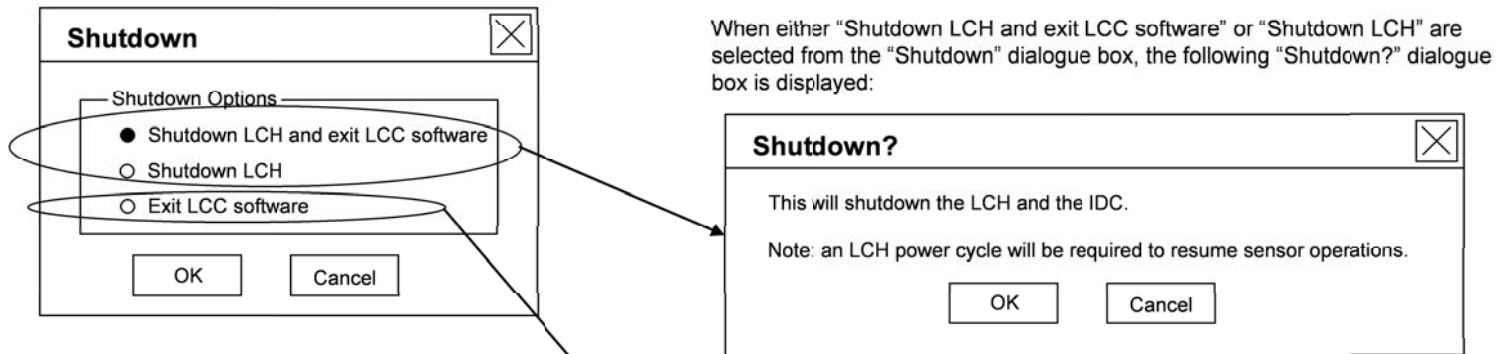 Shutdown
Shutdown Options
Shutdown LCH and exit LCC software
Shutdown LCH
Exit LCC software
OK
Cancel
When either “Shutdown LCH and exit LCC software” or “Shutdown LCH” are
selected from the “Shutdown” dialogue box, the following “Shutdown?” dialogue
box is displayed:
Shutdown?
This will shutdown the LCH and the IDC.
Note: an LCH power cycle will be required to resume sensor operations.
OK
Cancel